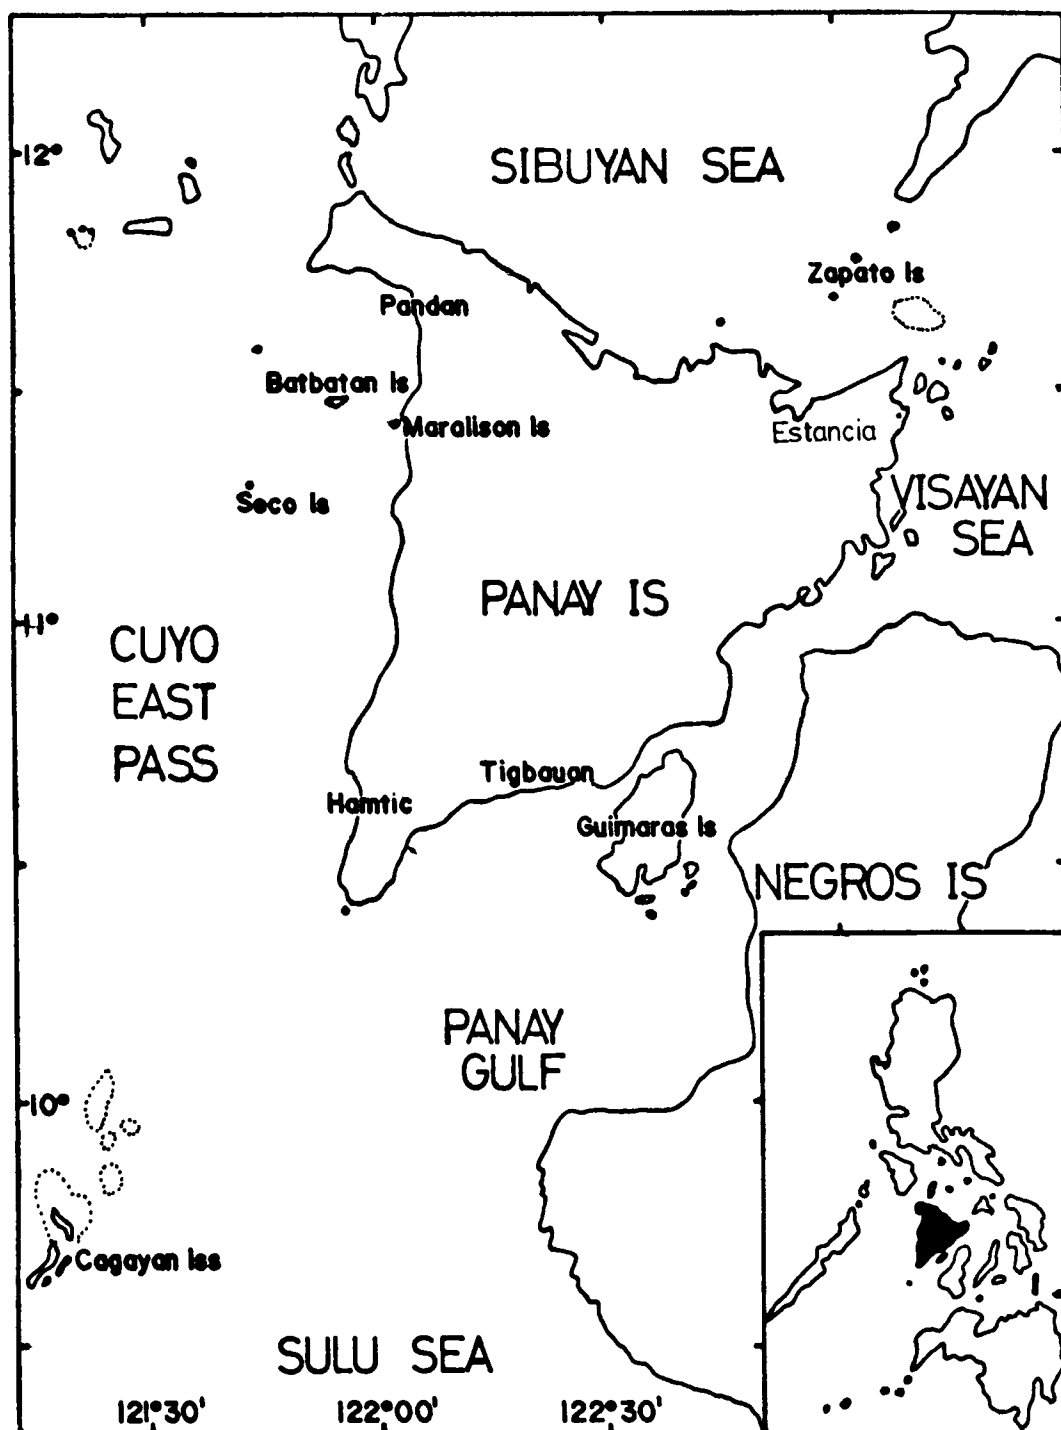 12°
SIBUYAN SEA
Zapato Is
Pandan
Batbatan Is
Maralison Is
Estancia
Seco Is
VISAYAN
SEA
PANAY IS
11°
CUYO
EAST
PASS
Tigbauan
Hamtic
Guimaras Is
NEGROS IS
PANAY
GULF
10°
Cagayan Iss
SULU SEA
121°30'
122°00'
122°30'